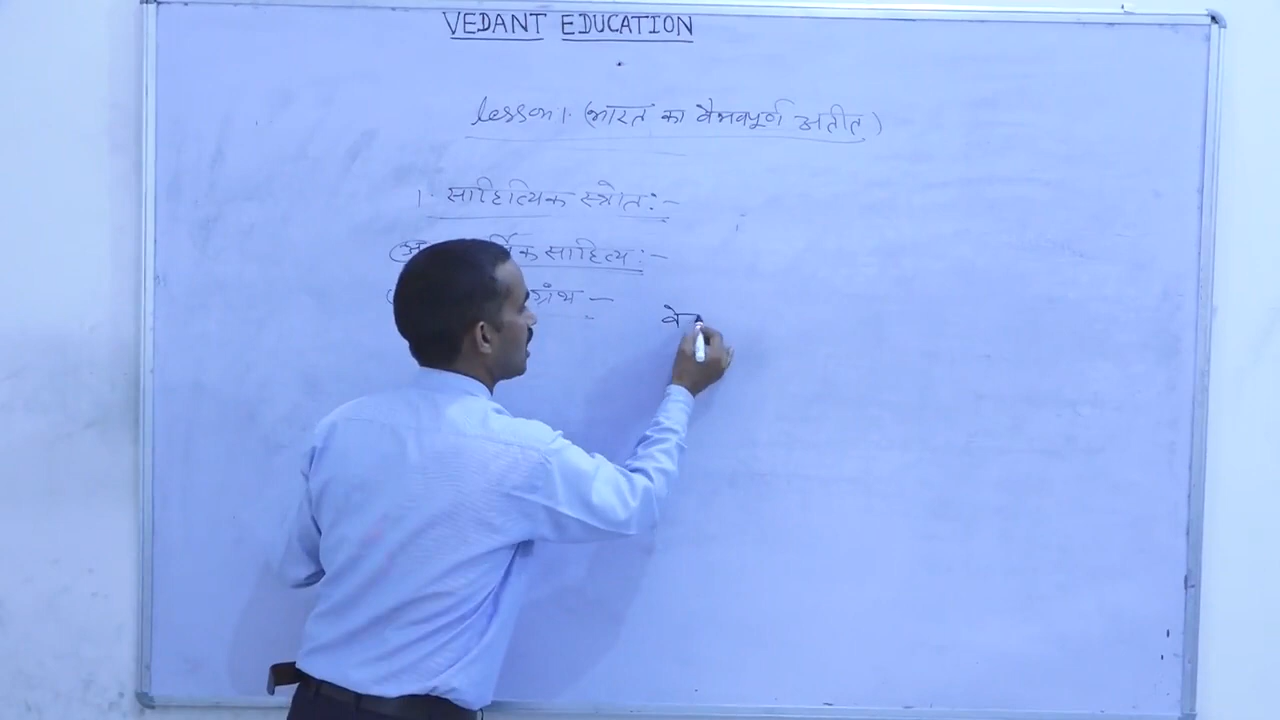 VEDANT EDUCATION
lesson 1. (भारत का वैभवपूर्ण अतीत)
1. साहित्यिक स्त्रोत :-
साहित्य :-
ग्रंथ :-
वे